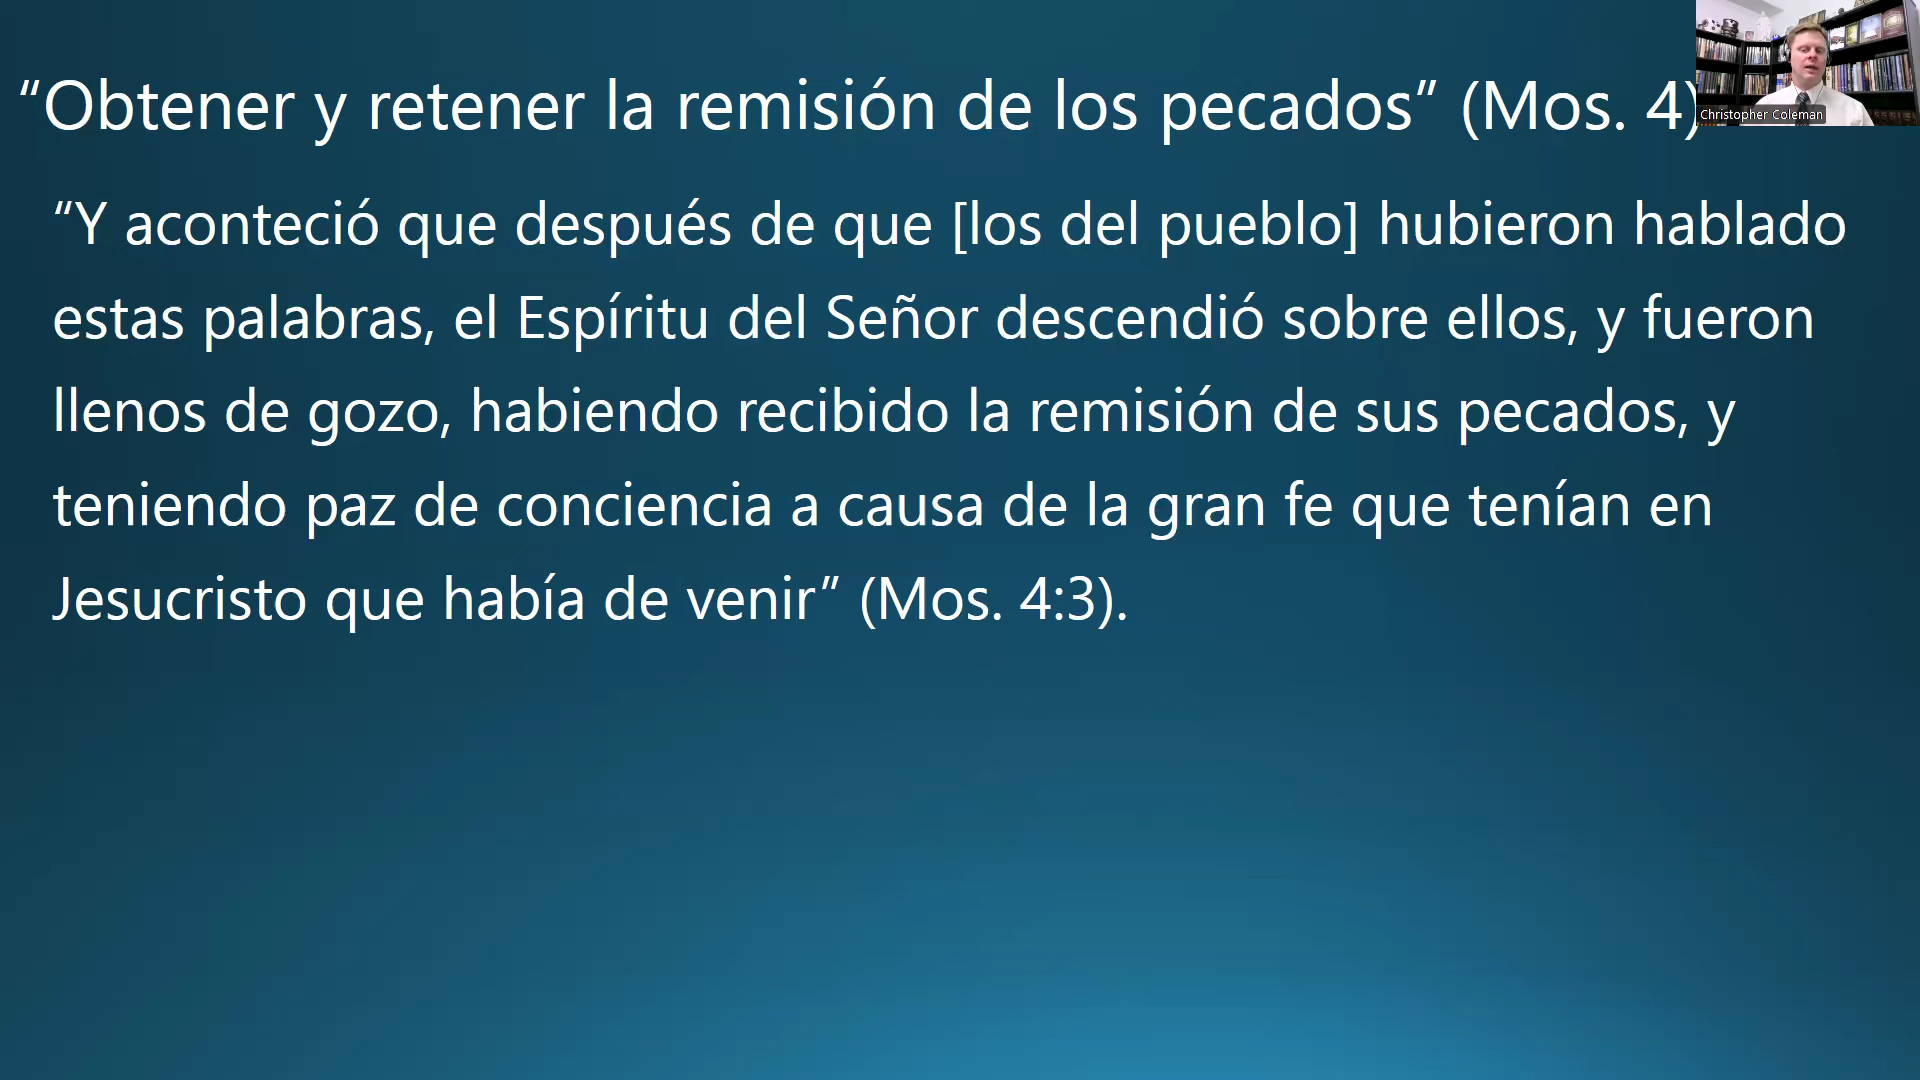 “Obtener y retener la remisión de los pecados” (Mos. 4)
Christopher Coleman
“Y aconteció que después de que [los del pueblo] hubieron hablado
estas palabras, el Espíritu del Señor descendió sobre ellos, y fueron
llenos de gozo, habiendo recibido la remisión de sus pecados, y
teniendo paz de conciencia a causa de la gran fe que tenían en
Jesucristo que había de venir” (Mos. 4:3).